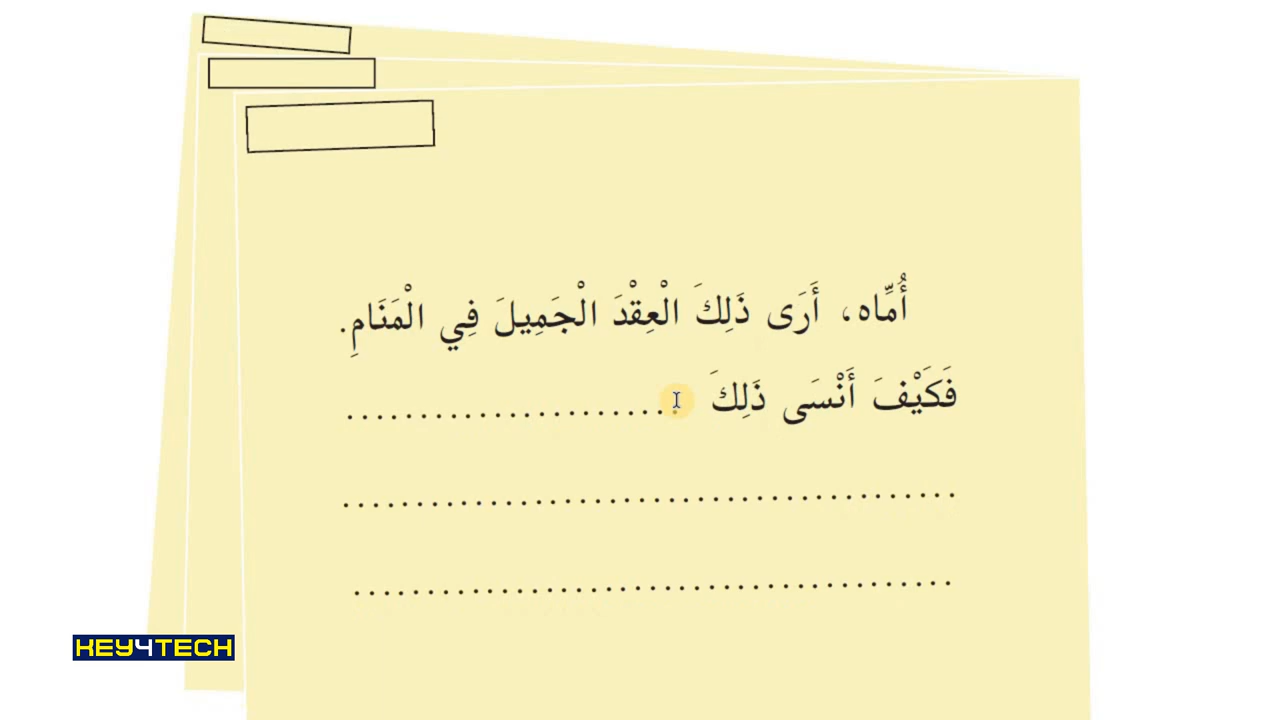 أُمِّاه، أَرَى ذَلِكَ الْعِقْدَ الْجَمِيلَ فِي الْمَنَامِ.
فَكَيْفَ أَنْسَى ذَلِكَ ......................
..........................................
.........................................
KEY4TECH